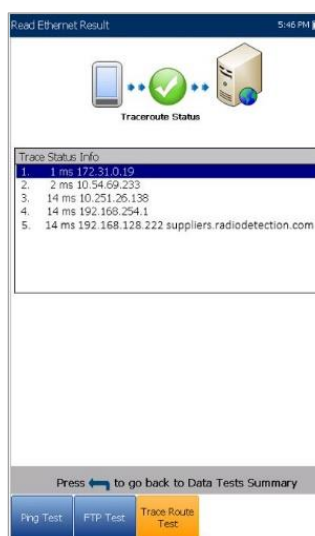 Read Ethernet Result 5:46 PM
Traceroute Status
Trace Status Info
1. 1 ms 172.31.0.19
2. 2 ms 10.54.69.233
3. 14 ms 10.251.26.138
4. 14 ms 192.168.254.1
5. 14 ms 192.168.128.222 suppliers.radiodetection.com
Press to go back to Data Tests Summary
Ping Test FTP Test Trace Route
Test